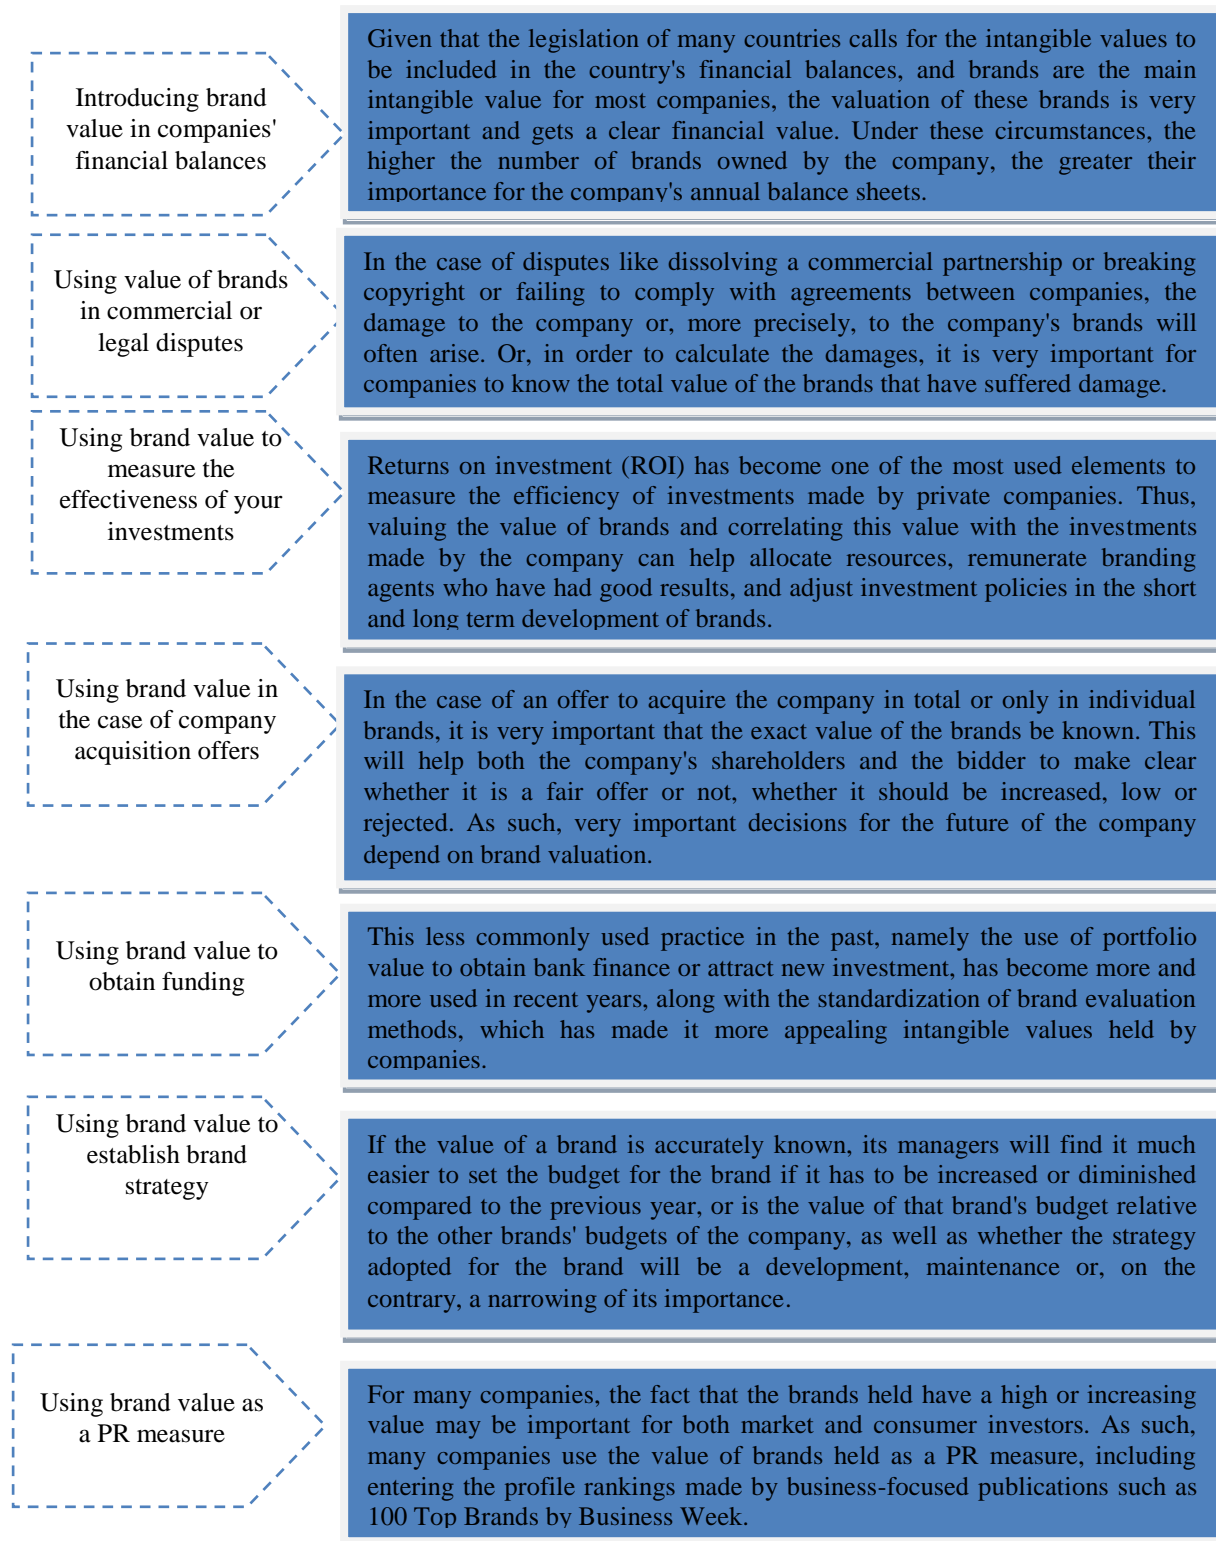 Introducing brand
value in companies'
financial balances
Given that the legislation of many countries calls for the intangible values to
be included in the country's financial balances, and brands are the main
intangible value for most companies, the valuation of these brands is very
important and gets a clear financial value. Under these circumstances, the
higher the number of brands owned by the company, the greater their
importance for the company's annual balance sheets.
Using value of brands
in commercial or
legal disputes
In the case of disputes like dissolving a commercial partnership or breaking
copyright or failing to comply with agreements between companies, the
damage to the company or, more precisely, to the company's brands will
often arise. Or, in order to calculate the damages, it is very important for
companies to know the total value of the brands that have suffered damage.
Using brand value to
measure the
effectiveness of your
investments
Returns on investment (ROI) has become one of the most used elements to
measure the efficiency of investments made by private companies. Thus,
valuing the value of brands and correlating this value with the investments
made by the company can help allocate resources, remunerate branding
agents who have had good results, and adjust investment policies in the short
and long term development of brands.
Using brand value in
the case of company
acquisition offers
In the case of an offer to acquire the company in total or only in individual
brands, it is very important that the exact value of the brands be known. This
will help both the company's shareholders and the bidder to make clear
whether it is a fair offer or not, whether it should be increased, low or
rejected. As such, very important decisions for the future of the company
depend on brand valuation.
Using brand value to
obtain funding
This less commonly used practice in the past, namely the use of portfolio
value to obtain bank finance or attract new investment, has become more and
more used in recent years, along with the standardization of brand evaluation
methods, which has made it more appealing intangible values held by
companies.
Using brand value to
establish brand
strategy
If the value of a brand is accurately known, its managers will find it much
easier to set the budget for the brand if it has to be increased or diminished
compared to the previous year, or is the value of that brand's budget relative
to the other brands' budgets of the company, as well as whether the strategy
adopted for the brand will be a development, maintenance or, on the
contrary, a narrowing of its importance.
Using brand value as
a PR measure
For many companies, the fact that the brands held have a high or increasing
value may be important for both market and consumer investors. As such,
many companies use the value of brands held as a PR measure, including
entering the profile rankings made by business-focused publications such as
100 Top Brands by Business Week.